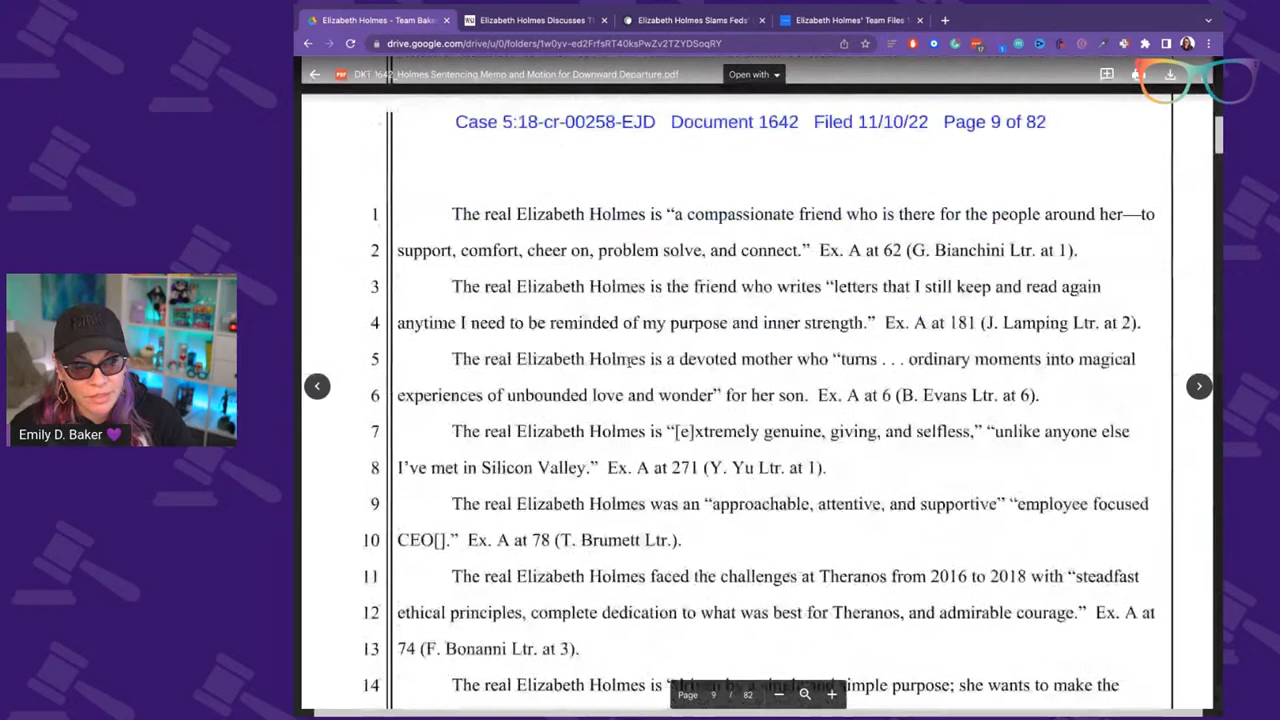 Elizabeth Holmes - Team Bake
Elizabeth Holmes Discusses T
Elizabeth Holmes Slams Feds'
Elizabeth Holmes' Team Files
drive.google.com/drive/u/0/folders/1w0yv-ed2FrfsRT40ksPwZv2TZYDSoqRY
DKT 1642_Holmes Sentencing Memo and Motion for Downward Departure.pdf
Open with
Case 5:18-cr-00258-EJD Document 1642 Filed 11/10/22 Page 9 of 82
1 The real Elizabeth Holmes is “a compassionate friend who is there for the people around her—to
2 support, comfort, cheer on, problem solve, and connect.” Ex. A at 62 (G. Bianchini Ltr. at 1).
3 The real Elizabeth Holmes is the friend who writes “letters that I still keep and read again
4 anytime I need to be reminded of my purpose and inner strength.” Ex. A at 181 (J. Lamping Ltr. at 2).
5 The real Elizabeth Holmes is a devoted mother who “turns . . . ordinary moments into magical
6 experiences of unbounded love and wonder” for her son. Ex. A at 6 (B. Evans Ltr. at 6).
7 The real Elizabeth Holmes is “[e]xtremely genuine, giving, and selfless,” “unlike anyone else
8 I’ve met in Silicon Valley.” Ex. A at 271 (Y. Yu Ltr. at 1).
9 The real Elizabeth Holmes was an “approachable, attentive, and supportive” “employee focused
10 CEO[].” Ex. A at 78 (T. Brumett Ltr.).
11 The real Elizabeth Holmes faced the challenges at Theranos from 2016 to 2018 with “steadfast
12 ethical principles, complete dedication to what was best for Theranos, and admirable courage.” Ex. A at
13 74 (F. Bonanni Ltr. at 3).
14 The real Elizabeth Holmes is simple purpose; she wants to make the
Page 9 / 82
Emily D. Baker 💜